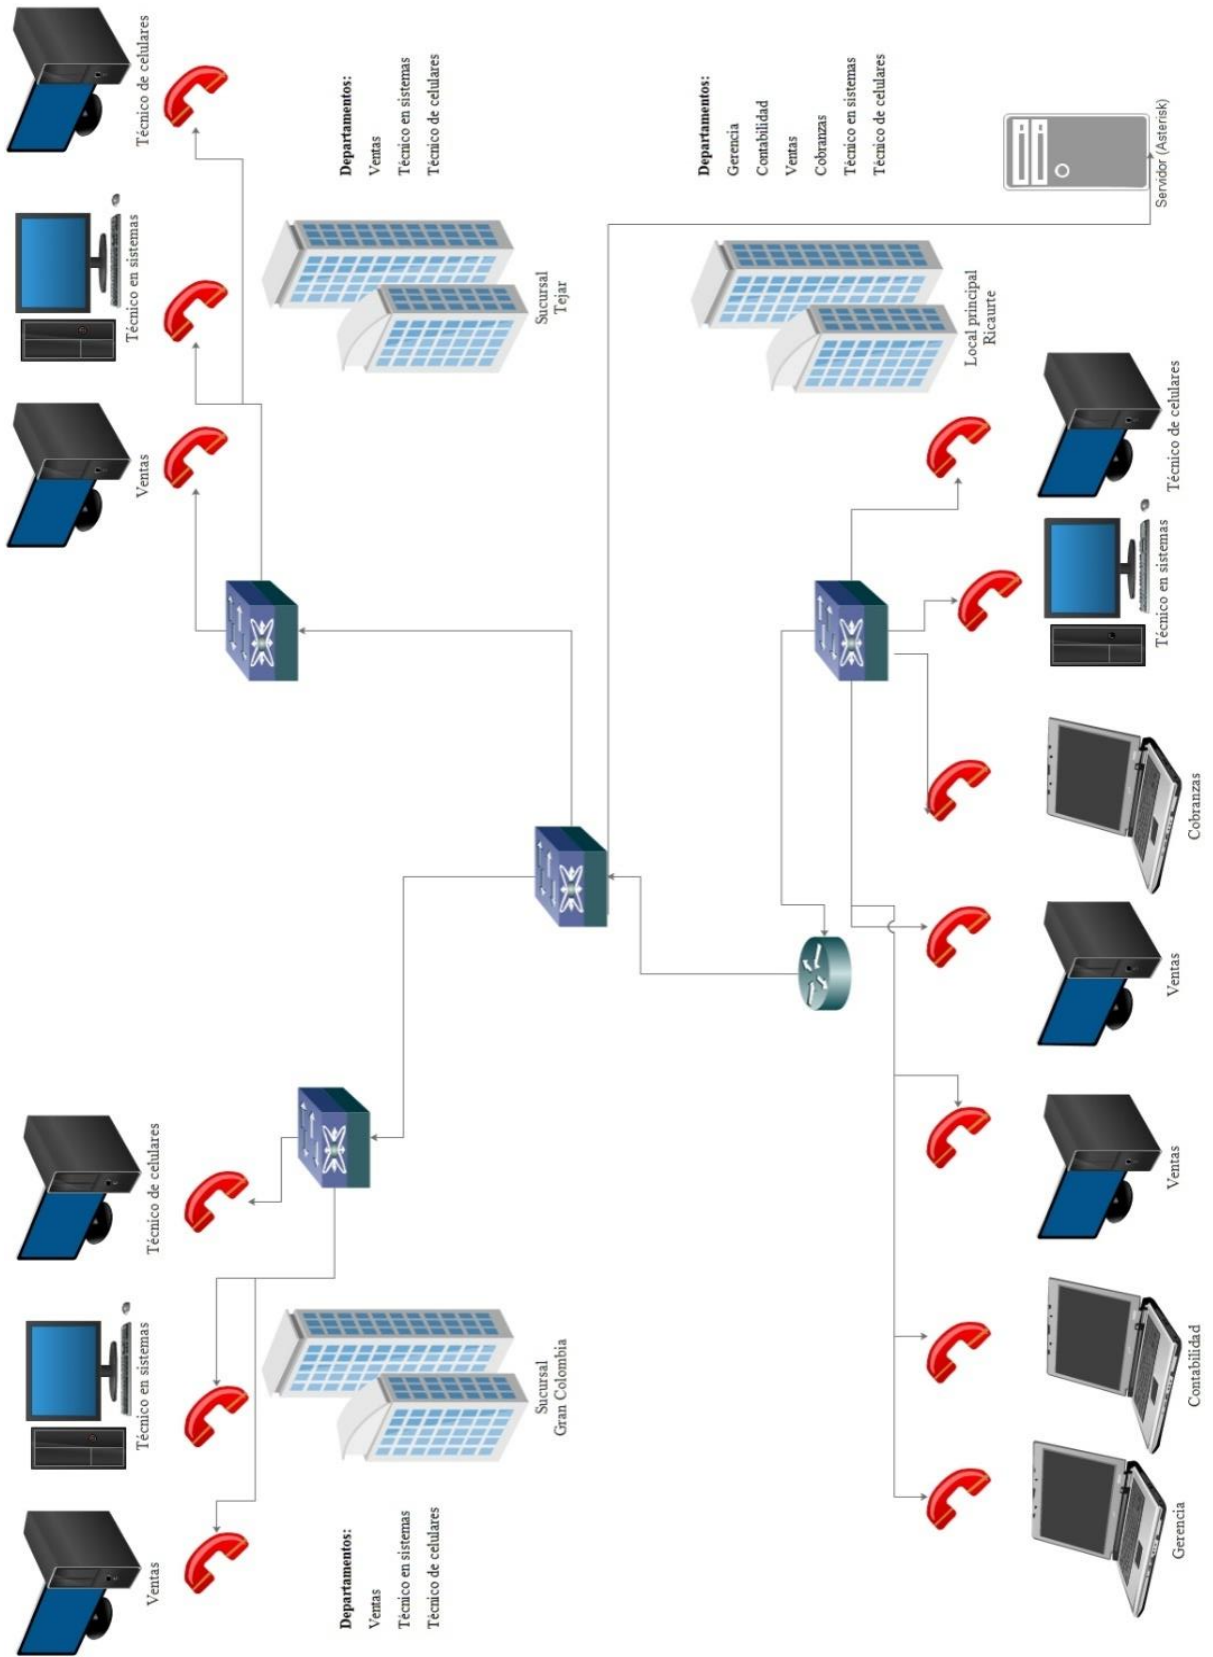 Ventas
Técnico en sistemas
Técnico de celulares
Ventas
Técnico en sistemas
Técnico de celulares
Departamentos:
Ventas
Técnico en sistemas
Técnico de celulares
Sucursal
Gran Colombia
Sucursal
Tejar
Departamentos:
Ventas
Técnico en sistemas
Técnico de celulares
Local principal
Ricaurte
Departamentos:
Gerencia
Contabilidad
Ventas
Cobranzas
Técnico en sistemas
Técnico de celulares
Gerencia
Contabilidad
Ventas
Ventas
Cobranzas
Técnico en sistemas
Técnico de celulares
Servidor (Asterisk)